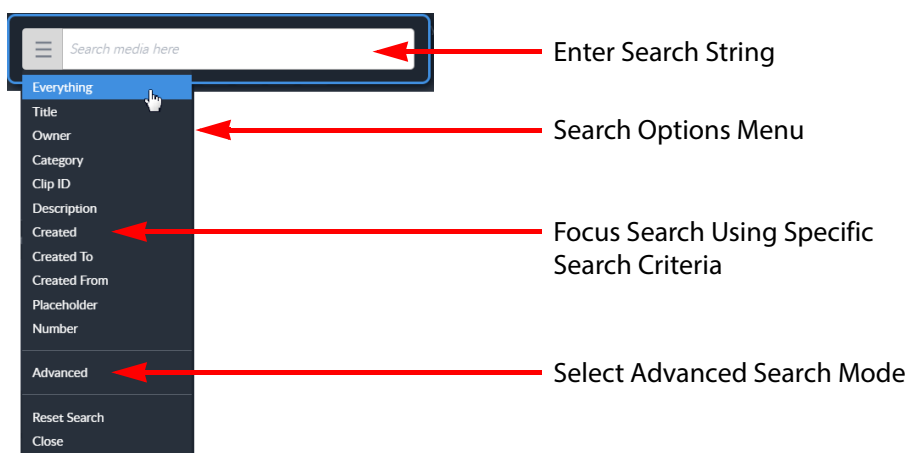 Search media here
Enter Search String
Everything
Title
Owner
Search Options Menu
Category
Clip ID
Description
Created
Focus Search Using Specific
Search Criteria
Created To
Created From
Placeholder
Number
Advanced
Select Advanced Search Mode
Reset Search
Close